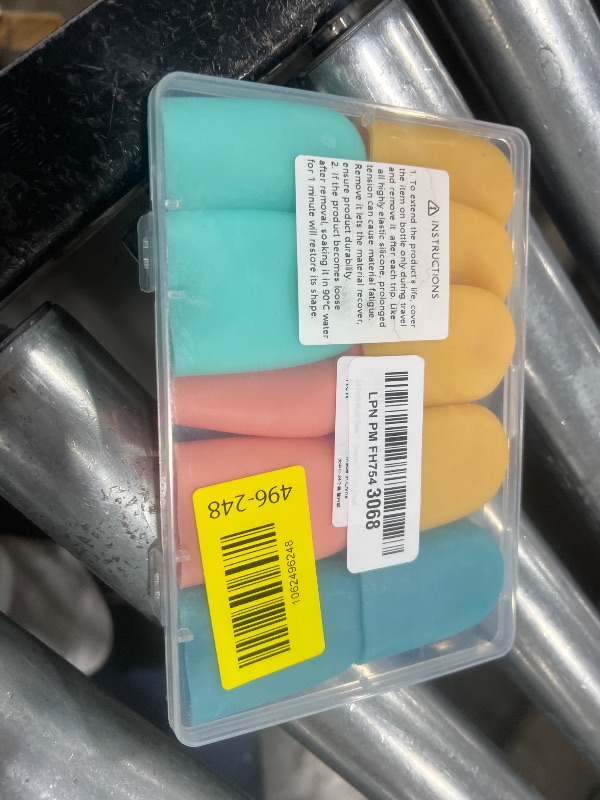 ⚠ INSTRUCTIONS
1. To extend the product's life, cover
the item on bottle only during travel
and remove it after each trip. Like
all highly elastic silicone, prolonged
tension can cause material fatigue.
Remove it lets the material recover,
ensure product durability.
2. If the product becomes loose
after removal, soaking it in 90°C water
for 1 minute will restore its shape.
LPN PM FH754 3068
496-248
1062496248